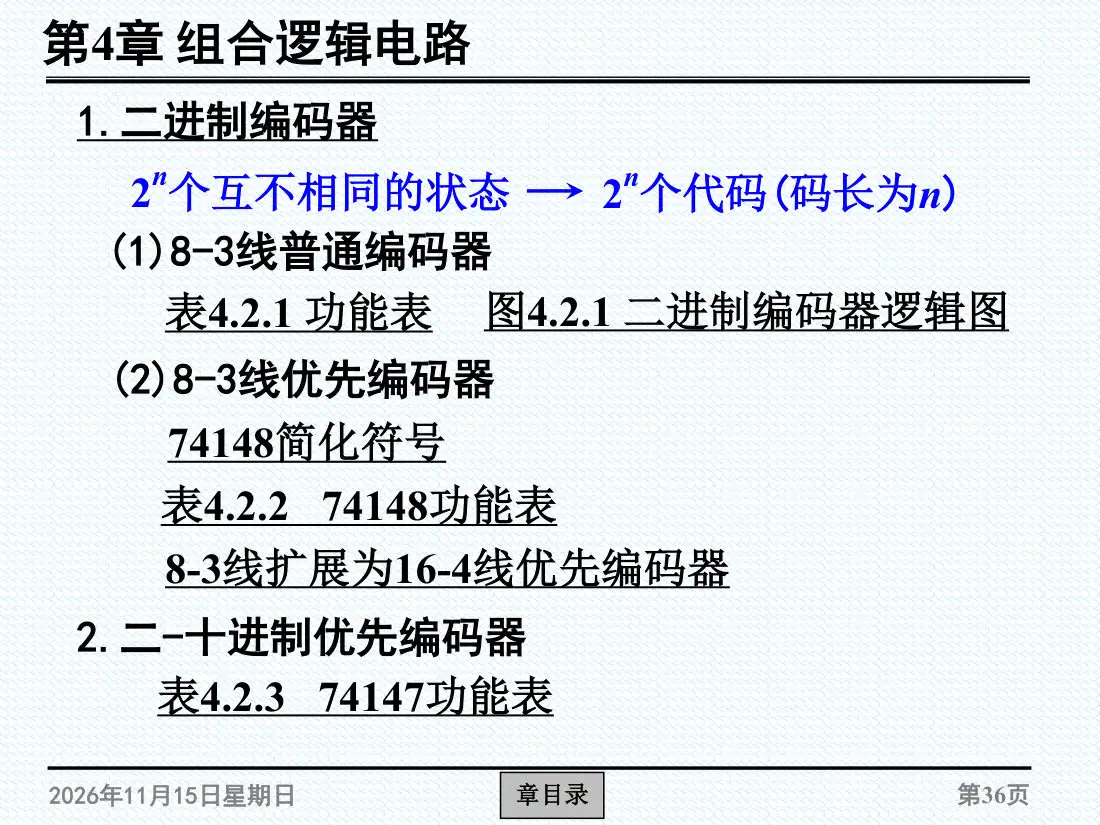 第4章 组合逻辑电路
1.二进制编码器
2ⁿ个互不相同的状态 → 2ⁿ个代码(码长为n)
(1)8-3线普通编码器
表4.2.1 功能表 图4.2.1 二进制编码器逻辑图
(2)8-3线优先编码器
74148简化符号
表4.2.2 74148功能表
8-3线扩展为16-4线优先编码器
2.二-十进制优先编码器
表4.2.3 74147功能表
2026年11月15日星期日 章目录 第36页